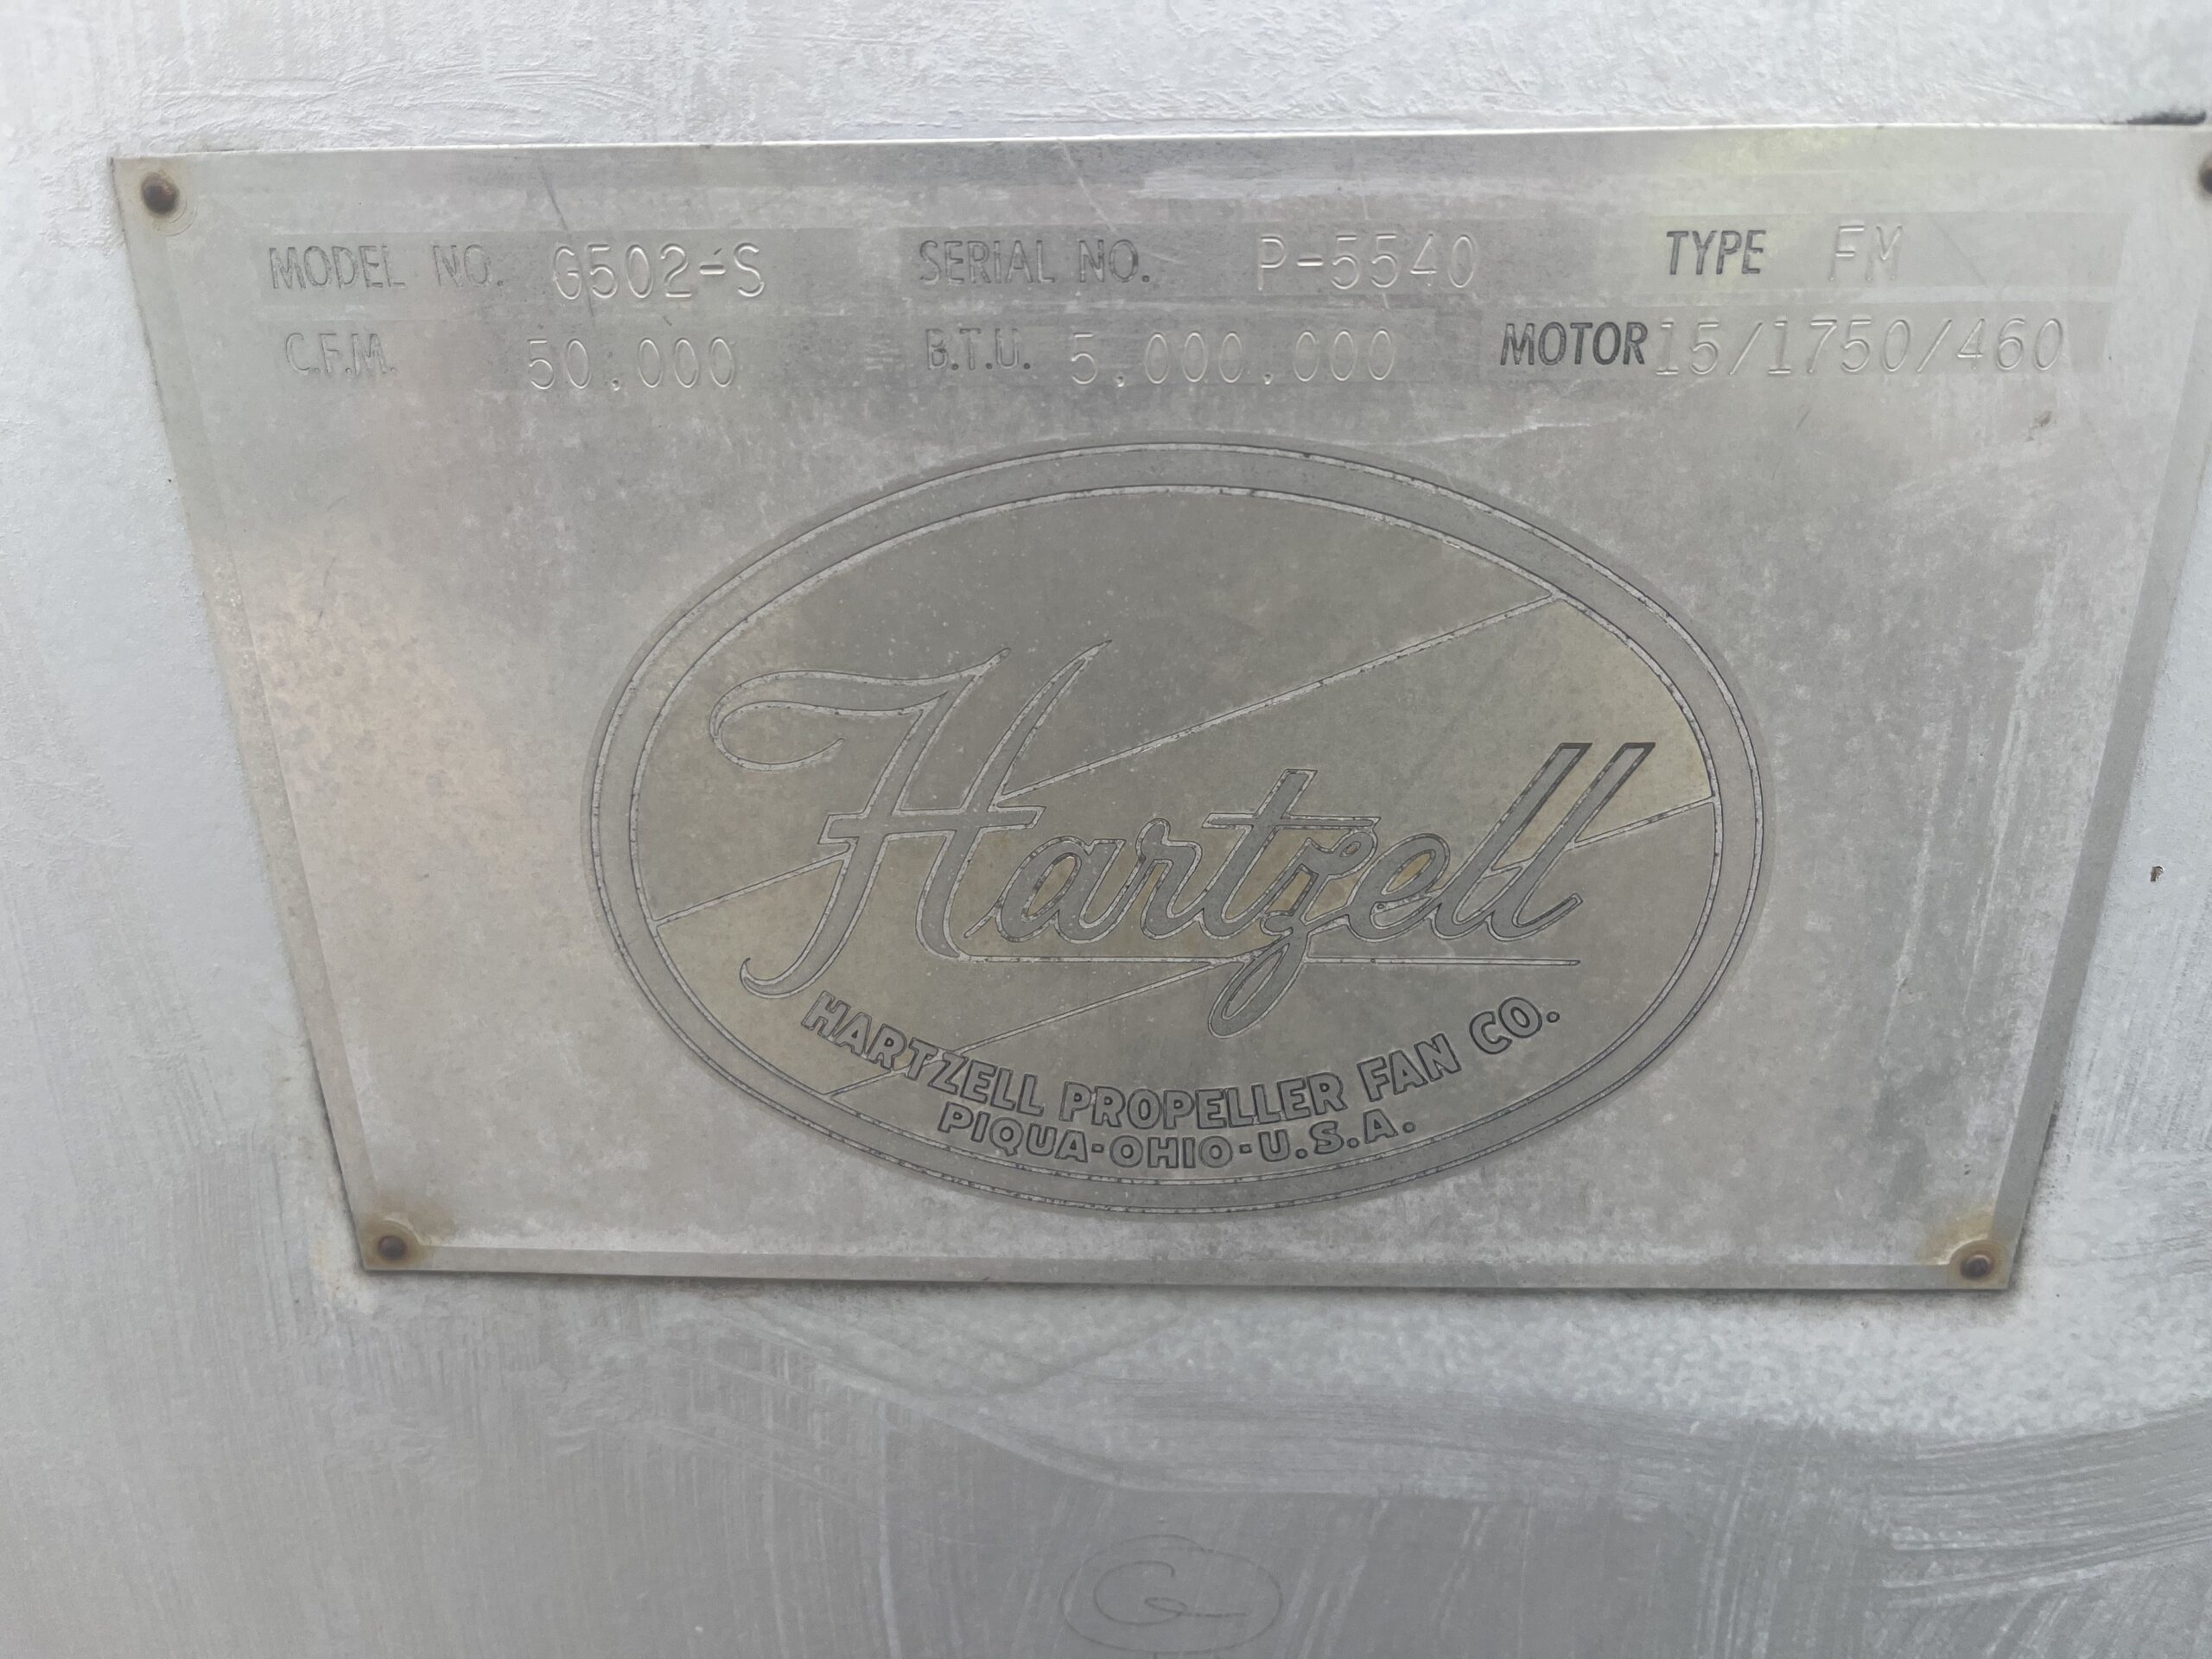 MODEL NO. G502-S SERIAL NO. P-5540 TYPE FM
C.F.M. 50.000 B.T.U. 5.000.000 MOTOR 15/1750/460
Hartzell
HARTZELL PROPELLER FAN CO.
PIQUA-OHIO-U.S.A.
G